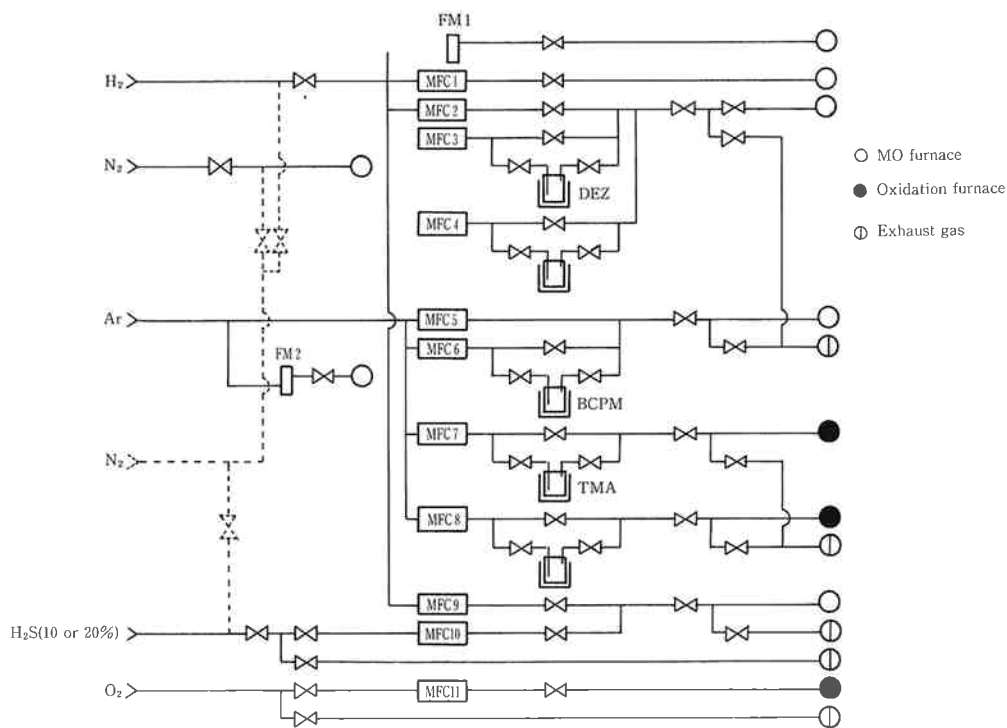 FM1
H₂
MFC1
MFC2
MFC3
N₂
DEZ
MO furnace
Oxidation furnace
MFC4
Exhaust gas
Ar
MFC5
FM2
MFC6
BCPM
MFC7
N₂
TMA
MFC8
MFC9
H₂S(10 or 20%)
MFC10
O₂
MFC11